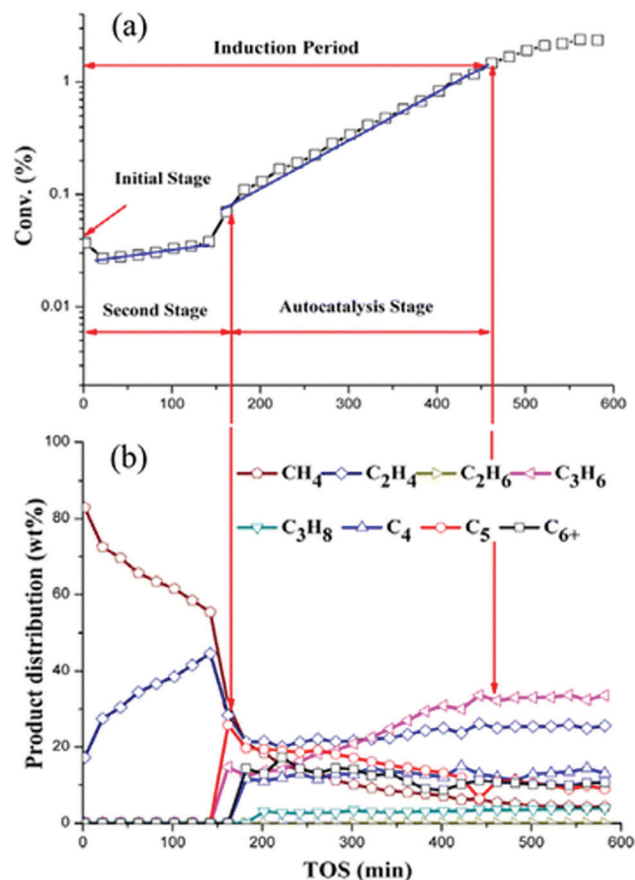 (a)
Induction Period
Initial Stage
Second Stage
Autocatalysis Stage
Conv. (%)
1
0.1
0.01
0 100 200 300 400 500 600
(b)
CH4 C2H4 C2H6 C3H6
C3H8 C4 C5 C6+
Product distribution (wt%)
100
80
60
40
20
0
0 100 200 300 400 500 600
TOS (min)